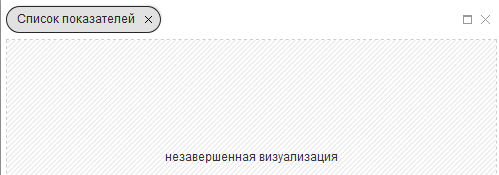 Список показателей
незавершенная визуализация